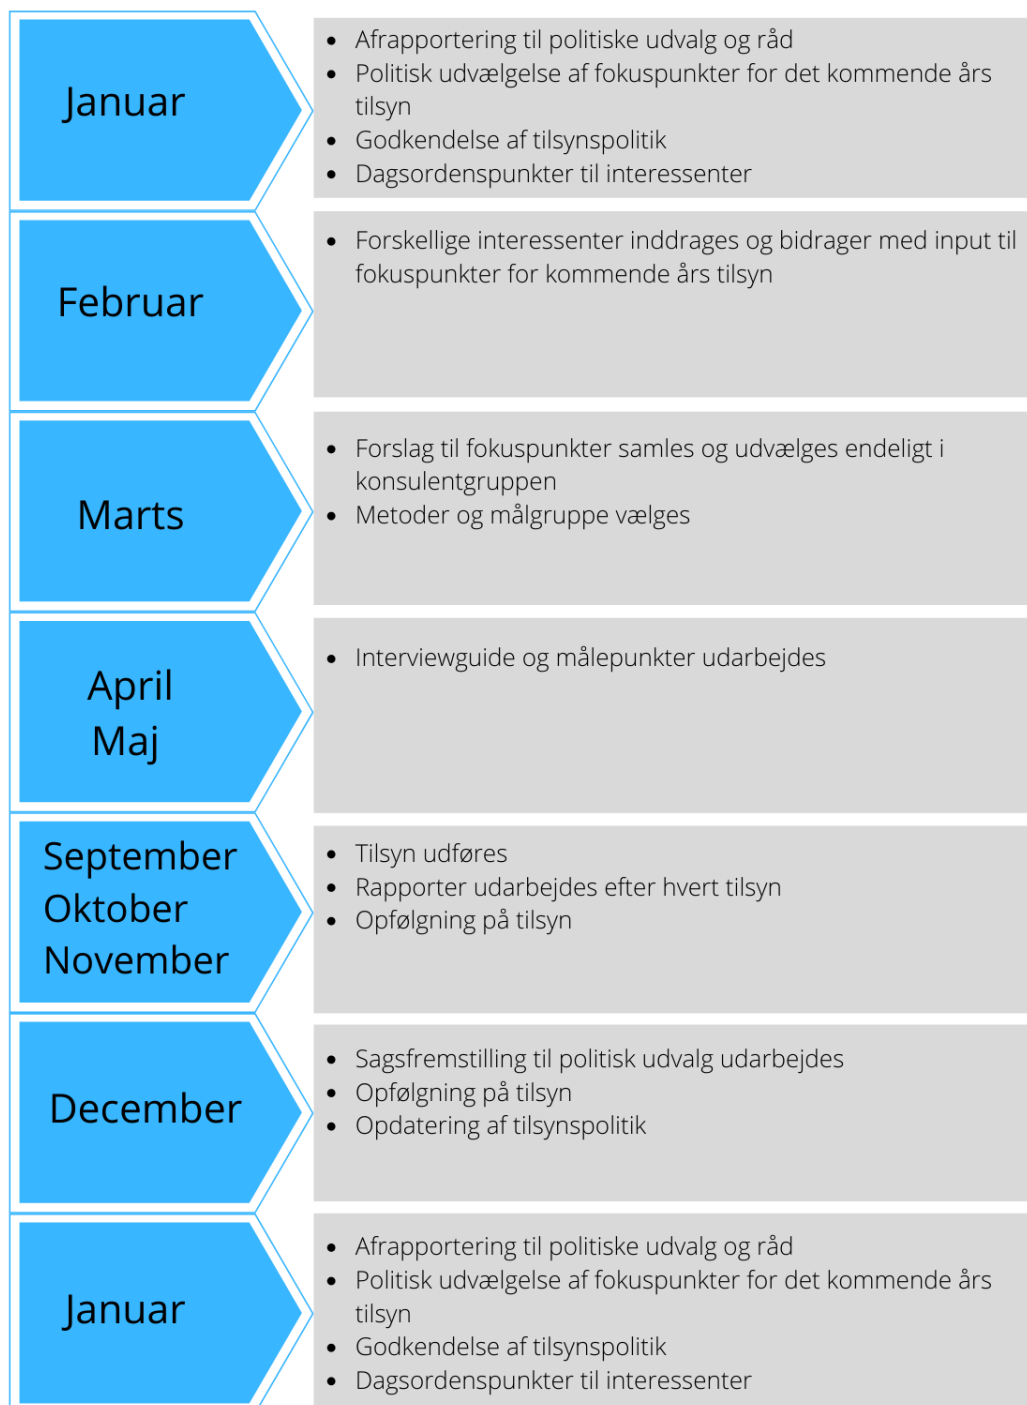 Januar
• Afrapportering til politiske udvalg og råd
• Politisk udvælgelse af fokuspunkter for det kommende års
tilsyn
• Godkendelse af tilsynspolitik
• Dagsordenspunkter til interessenter
Februar
• Forskellige interessenter inddrages og bidrager med input til
fokuspunkter for kommende års tilsyn
Marts
• Forslag til fokuspunkter samles og udvælges endeligt i
konsulentgruppen
• Metoder og målgruppe vælges
April
Maj
• Interviewguide og målepunkter udarbejdes
September
Oktober
November
• Tilsyn udføres
• Rapporter udarbejdes efter hvert tilsyn
• Opfølgning på tilsyn
December
• Sagsfremstilling til politisk udvalg udarbejdes
• Opfølgning på tilsyn
• Opdatering af tilsynspolitik
Januar
• Afrapportering til politiske udvalg og råd
• Politisk udvælgelse af fokuspunkter for det kommende års
tilsyn
• Godkendelse af tilsynspolitik
• Dagsordenspunkter til interessenter